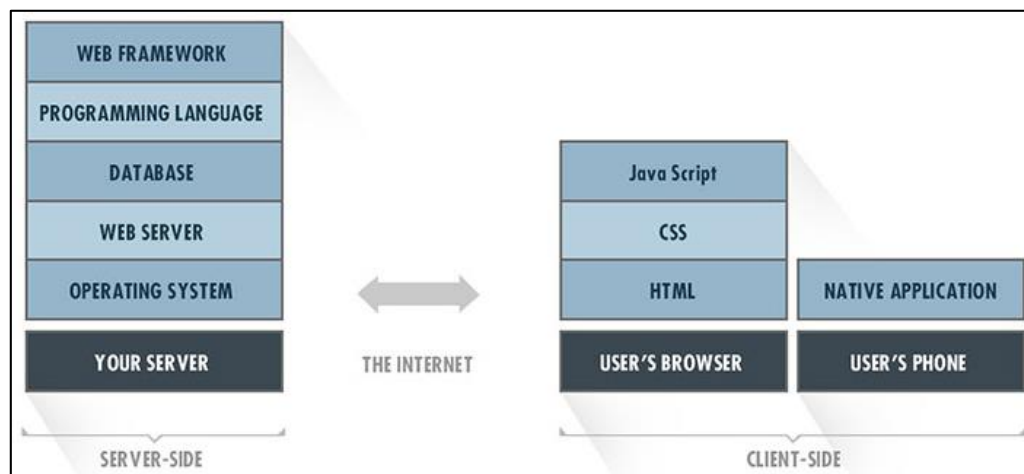 WEB FRAMEWORK
PROGRAMMING LANGUAGE
DATABASE
WEB SERVER
OPERATING SYSTEM
YOUR SERVER
SERVER-SIDE
THE INTERNET
Java Script
CSS
HTML
USER'S BROWSER
NATIVE APPLICATION
USER'S PHONE
CLIENT-SIDE